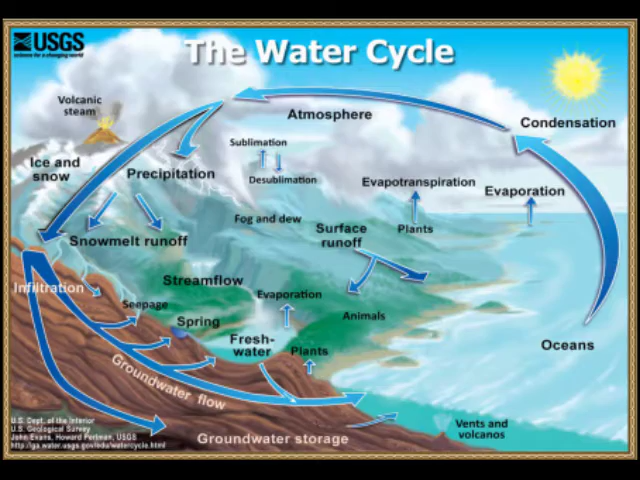 USGS
science for a changing world
The Water Cycle
Volcanic
steam
Atmosphere
Condensation
Ice and
snow
Precipitation
Sublimation
Desublimation
Evapotranspiration
Evaporation
Snowmelt runoff
Fog and dew
Surface
runoff
Plants
Infiltration
Streamflow
Seepage
Evaporation
Animals
Spring
Fresh-
water
Plants
Oceans
Groundwater flow
Groundwater storage
Vents and
volcanos
U.S. Dept. of the Interior
U.S. Geological Survey
John Evans, Howard Perlman, USGS
http://ga.water.usgs.gov/edu/watercycle.html